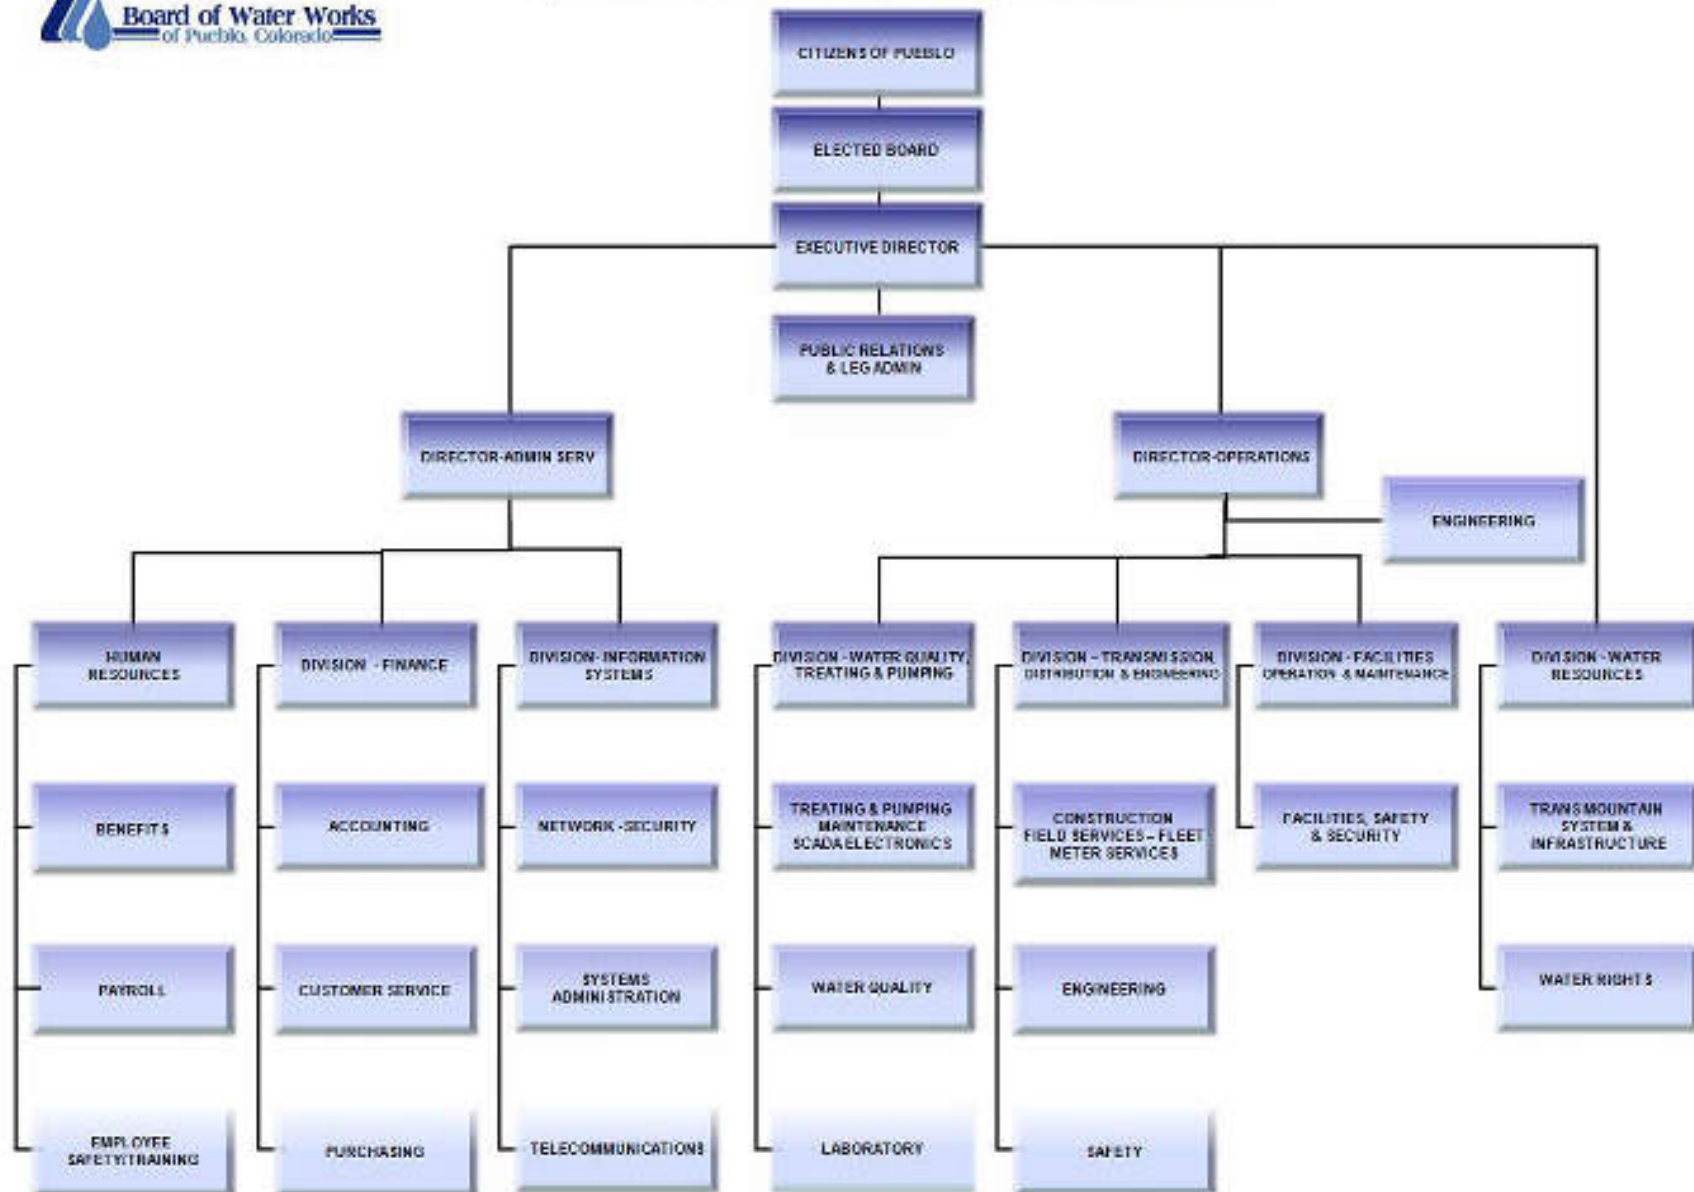 Board of Water Works
of Pueblo, Colorado
CITIZENS OF PUEBLO
ELECTED BOARD
EXECUTIVE DIRECTOR
PUBLIC RELATIONS
& LEG ADMIN
DIRECTOR-ADMIN SERV
DIRECTOR-OPERATIONS
ENGINEERING
HUMAN
RESOURCES
DIVISION - FINANCE
DIVISION- INFORMATION
SYSTEMS
DIVISION - WATER QUALITY,
TREATING & PUMPING
DIVISION - TRANSMISSION,
DISTRIBUTION & ENGINEERING
DIVISION - FACILITIES
OPERATION & MAINTENANCE
DIVISION - WATER
RESOURCES
BENEFITS
ACCOUNTING
NETWORK - SECURITY
TREATING & PUMPING
MAINTENANCE
SCADA ELECTRONICS
CONSTRUCTION
FIELD SERVICES – FLEET
METER SERVICES
FACILITIES, SAFETY
& SECURITY
TRANSMOUNTAIN
SYSTEM &
INFRASTRUCTURE
PAYROLL
CUSTOMER SERVICE
SYSTEMS
ADMINISTRATION
WATER QUALITY
ENGINEERING
WATER RIGHTS
EMPLOYEE
SAFETY/TRAINING
PURCHASING
TELECOMMUNICATIONS
LABORATORY
SAFETY